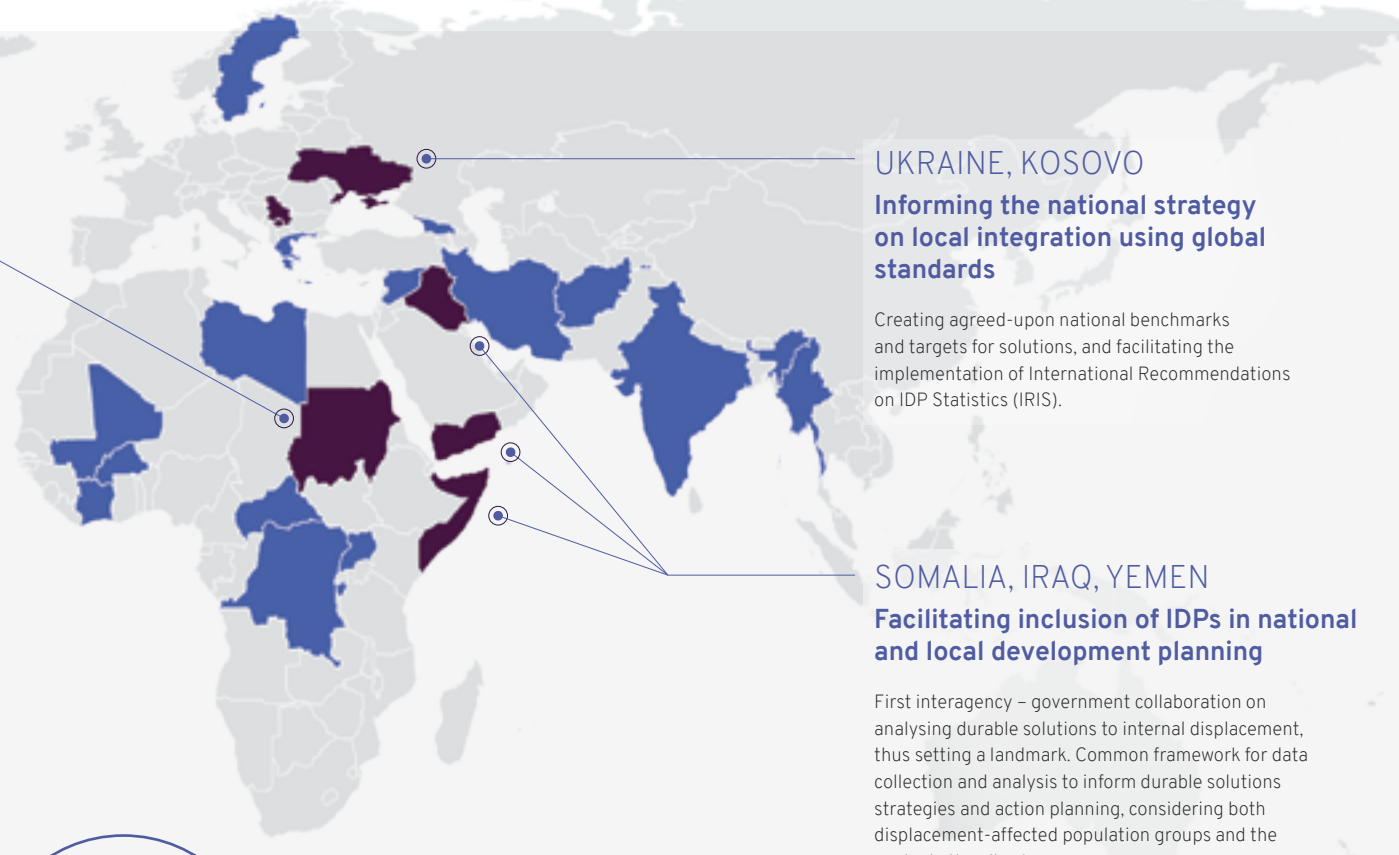 UKRAINE, KOSOVO
Informing the national strategy
on local integration using global
standards
Creating agreed-upon national benchmarks
and targets for solutions, and facilitating the
implementation of International Recommendations
on IDP Statistics (IRIS).
SOMALIA, IRAQ, YEMEN
Facilitating inclusion of IDPs in national
and local development planning
First interagency – government collaboration on
analysing durable solutions to internal displacement,
thus setting a landmark. Common framework for data
collection and analysis to inform durable solutions
strategies and action planning, considering both
displacement-affected population groups and the